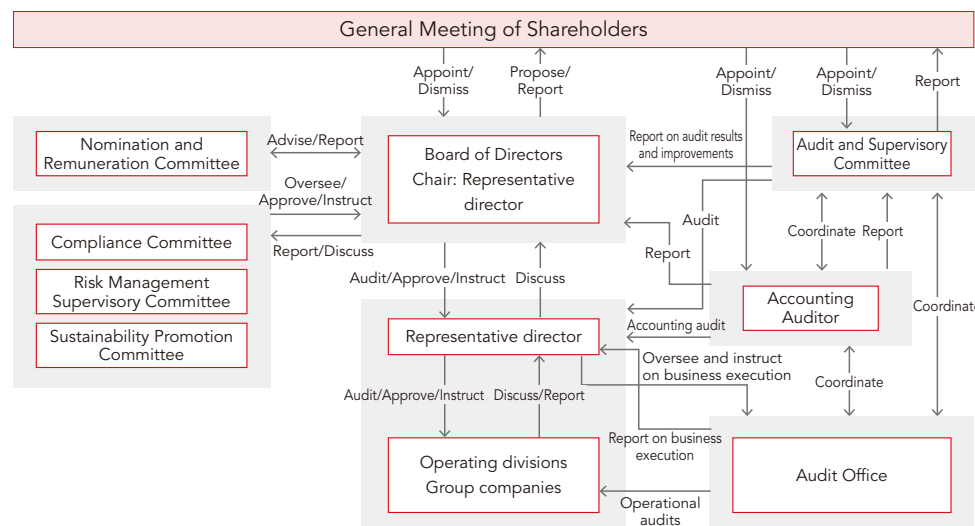 General Meeting of Shareholders
Appoint/
Dismiss
Propose/
Report
Appoint/
Dismiss
Appoint/
Dismiss
Report
Nomination and
Remuneration Committee
Advise/Report
Board of Directors
Chair: Representative
director
Report on audit results
and improvements
Audit and Supervisory
Committee
Oversee/
Approve/Instruct
Report/Discuss
Compliance Committee
Risk Management
Supervisory Committee
Sustainability Promotion
Committee
Audit
Report
Coordinate
Report
Audit/Approve/Instruct
Discuss
Accounting
Auditor
Coordinate
Representative director
Accounting audit
Oversee and instruct
on business execution
Coordinate
Audit/Approve/Instruct
Discuss/Report
Report on business
execution
Operating divisions
Group companies
Operational
audits
Audit Office